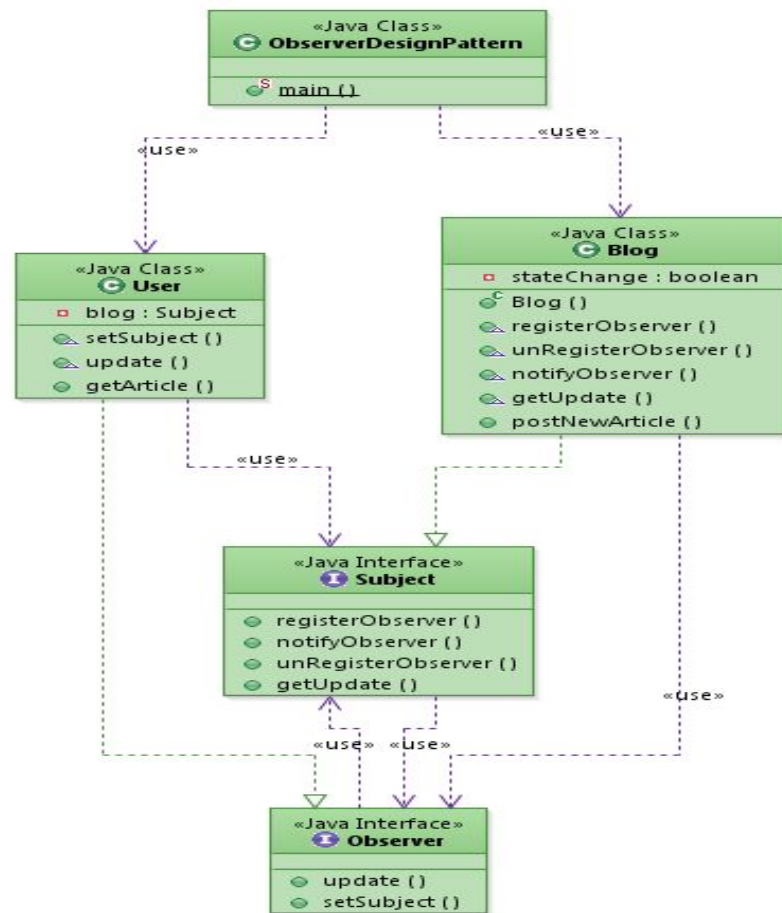 «Java Class»
C ObserverDesignPattern
S main ()
«use»
«use»
«Java Class»
C User
blog : Subject
setSubject ()
update ()
getArticle ()
«Java Class»
C Blog
stateChange : boolean
C Blog ()
registerObserver ()
unRegisterObserver ()
notifyObserver ()
getUpdate ()
postNewArticle ()
«use»
«Java Interface»
I Subject
registerObserver ()
notifyObserver ()
unRegisterObserver ()
getUpdate ()
«use»
«use» «use»
«Java Interface»
I Observer
update ()
setSubject ()